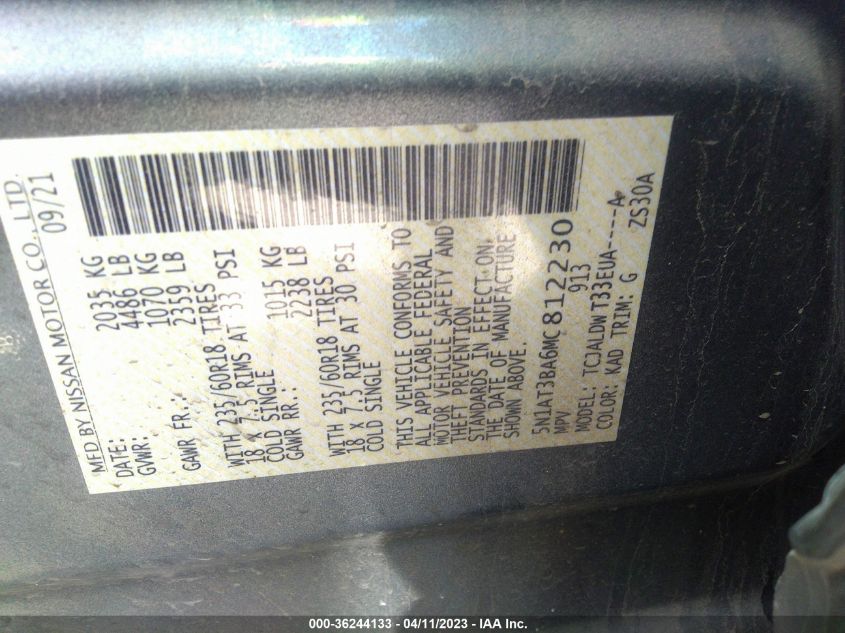 MFD BY NISSAN MOTOR CO., LTD.
DATE: 09/21
GVWR: 2035 KG
4486 LB
GAWR FR.: 1070 KG
2359 LB
WITH 235/60R18 TIRES
18 X 7.5 RIMS AT 33 PSI
COLD SINGLE
GAWR RR.: 1015 KG
2238 LB
WITH 235/60R18 TIRES
18 X 7.5 RIMS AT 30 PSI
COLD SINGLE
THIS VEHICLE CONFORMS TO
ALL APPLICABLE FEDERAL
MOTOR VEHICLE SAFETY AND
THEFT PREVENTION
STANDARDS IN EFFECT ON,
THE DATE OF MANUFACTURE
SHOWN ABOVE.
5N1AT3BA6MC812230
MPV 913
MODEL: TCJALDW T33EUA----A
COLOR: KAD TRIM: G ZS30A
000-36244133 - 04/11/2023 - IAA Inc.